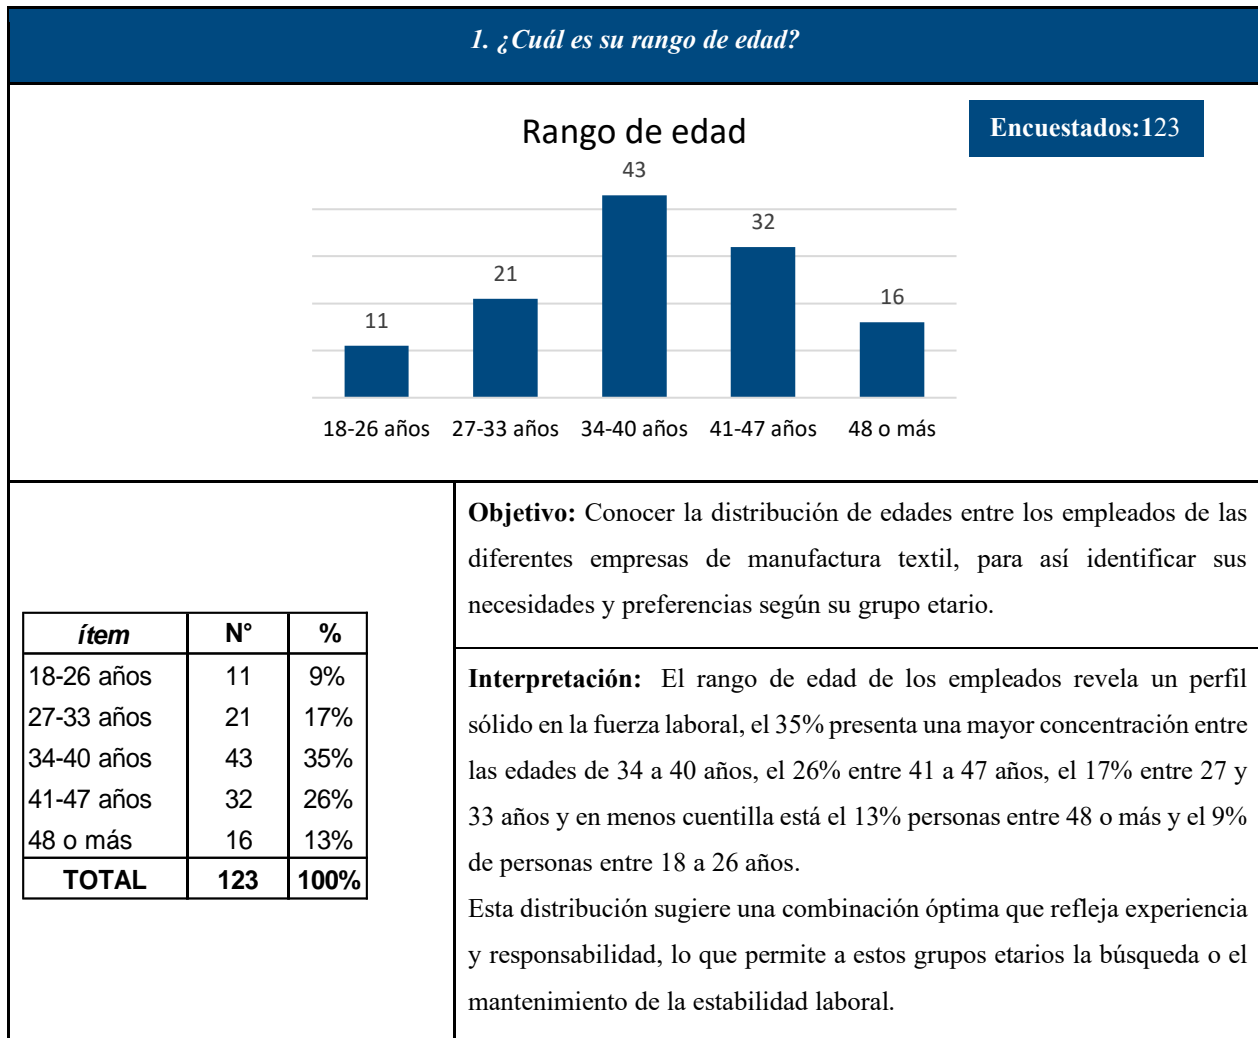 1. ¿Cuál es su rango de edad?
Rango de edad
Encuestados:123
43
32
21
16
11
18-26 años 27-33 años 34-40 años 41-47 años 48 o más
ítem N° %
18-26 años 11 9%
27-33 años 21 17%
34-40 años 43 35%
41-47 años 32 26%
48 o más 16 13%
TOTAL 123 100%
Objetivo: Conocer la distribución de edades entre los empleados de las
diferentes empresas de manufactura textil, para así identificar sus
necesidades y preferencias según su grupo etario.
Interpretación: El rango de edad de los empleados revela un perfil
sólido en la fuerza laboral, el 35% presenta una mayor concentración entre
las edades de 34 a 40 años, el 26% entre 41 a 47 años, el 17% entre 27 y
33 años y en menos cuentilla está el 13% personas entre 48 o más y el 9%
de personas entre 18 a 26 años.
Esta distribución sugiere una combinación óptima que refleja experiencia
y responsabilidad, lo que permite a estos grupos etarios la búsqueda o el
mantenimiento de la estabilidad laboral.